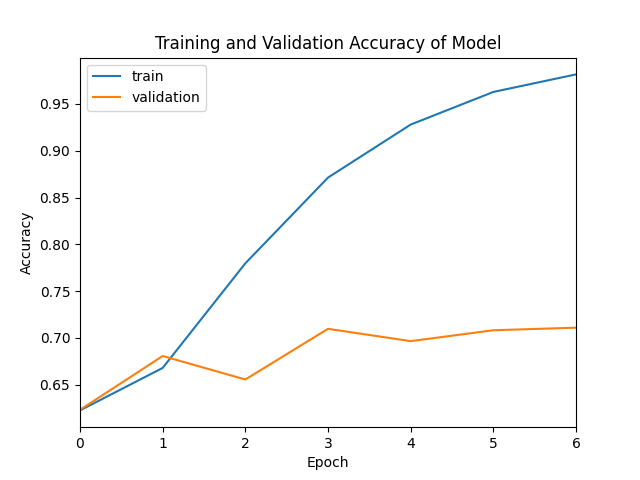 Training and Validation Accuracy of Model
train
validation
Accuracy
0.95
0.90
0.85
0.80
0.75
0.70
0.65
0 1 2 3 4 5 6
Epoch